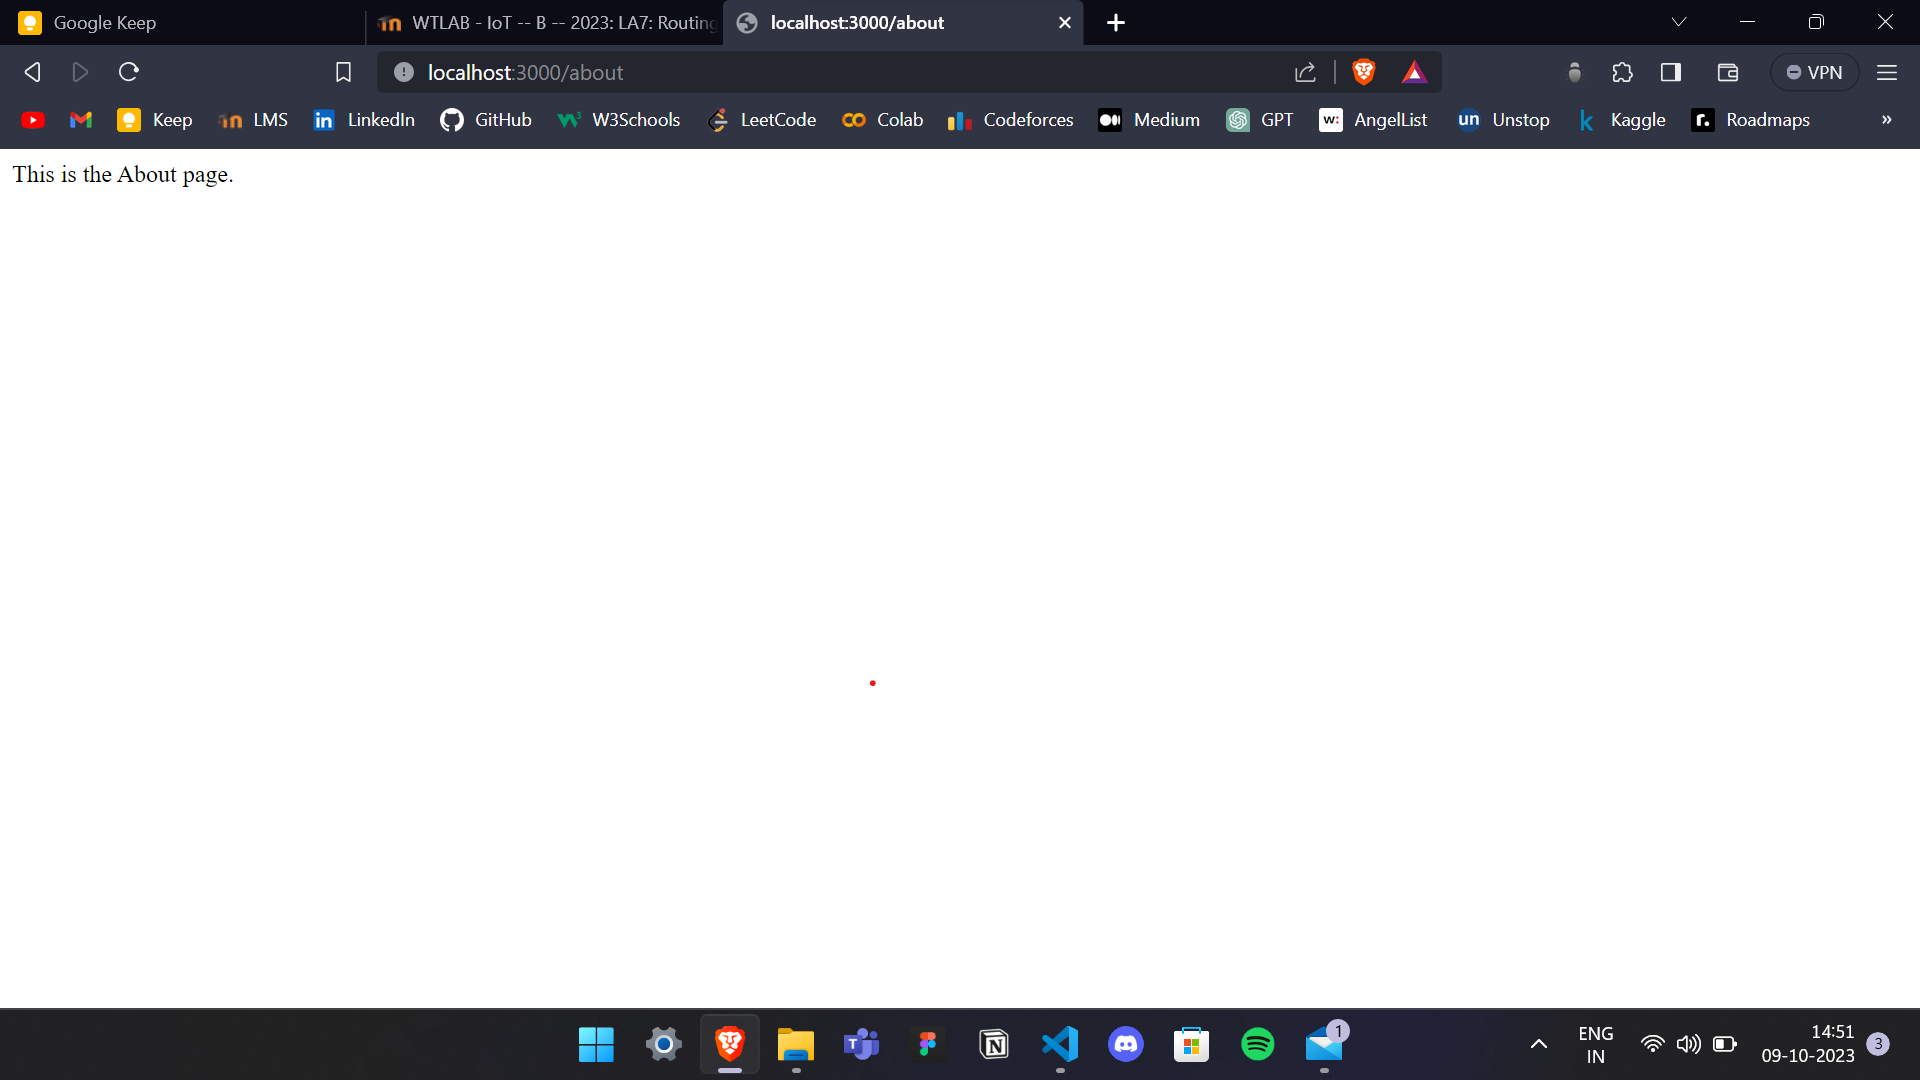 Google Keep
WTLAB - IoT -- B -- 2023: LA7: Routing
localhost:3000/about
localhost:3000/about
VPN
Keep
LMS
LinkedIn
GitHub
W3Schools
LeetCode
Colab
Codeforces
Medium
GPT
w: AngelList
un Unstop
k Kaggle
r. Roadmaps
»
This is the About page.
1
ENG
IN
14:51
09-10-2023
3